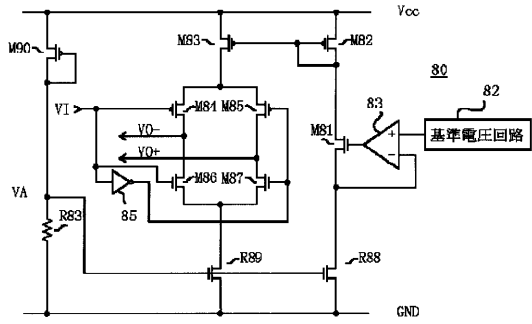 Vcc
M90
M83
M82
80
82
83
VI
M84
M85
M81
基準電圧回路
VO-
VO+
M86
M87
VA
R83
85
R89
R88
GND